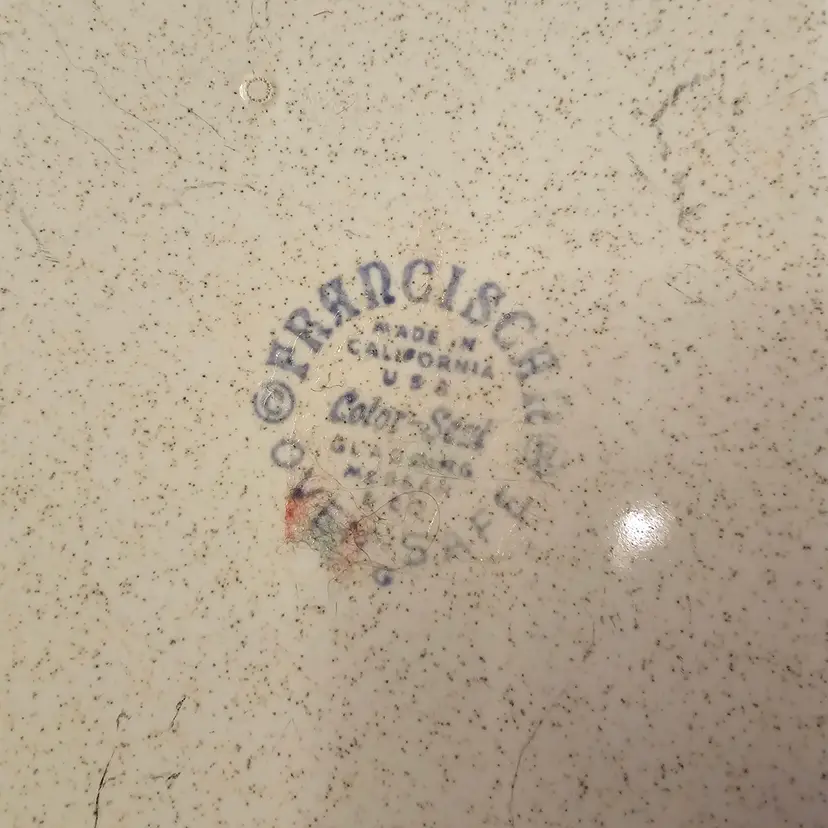 © FRANCISCAN
MADE IN
CALIFORNIA
U S A
Color-Seal
OVEN SAFE
G